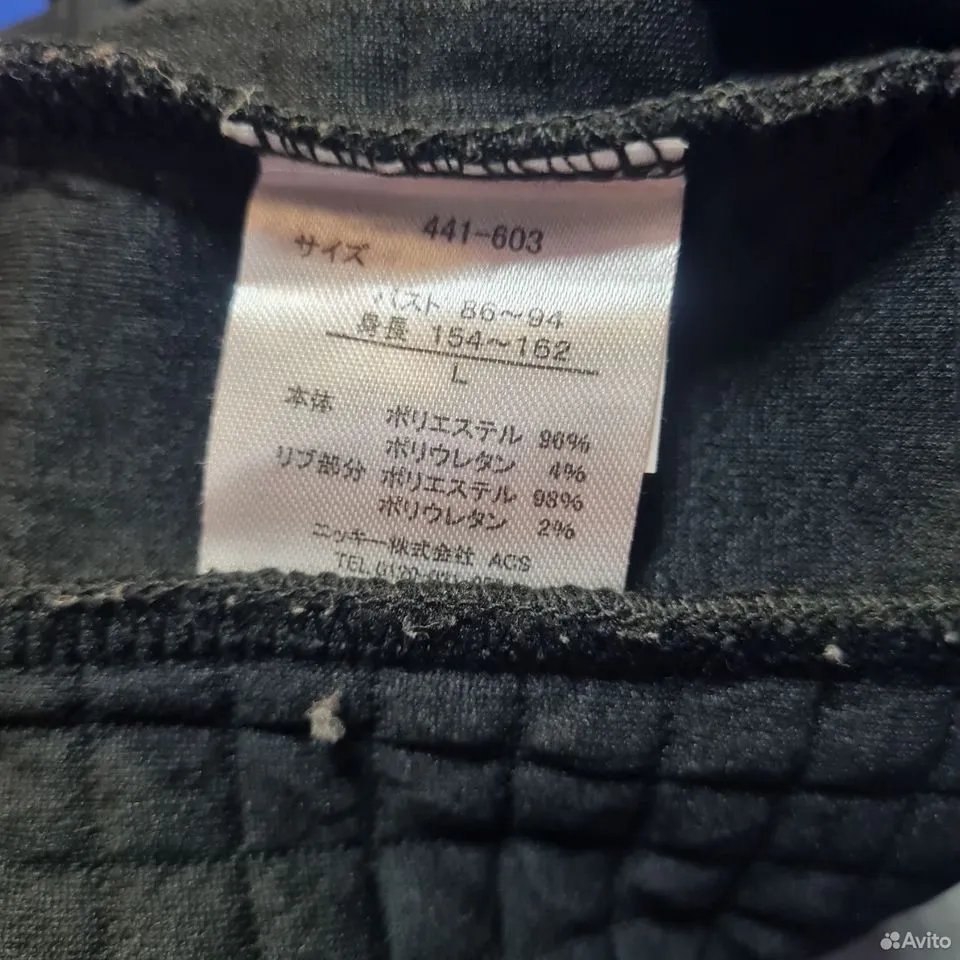 441-603
サイズ
バスト 86～94
身長 154～162
L
本体 ポリエステル 96%
ポリウレタン 4%
リブ部分 ポリエステル 98%
ポリウレタン 2%
ニッキー株式会社 ACS
TEL
Avito